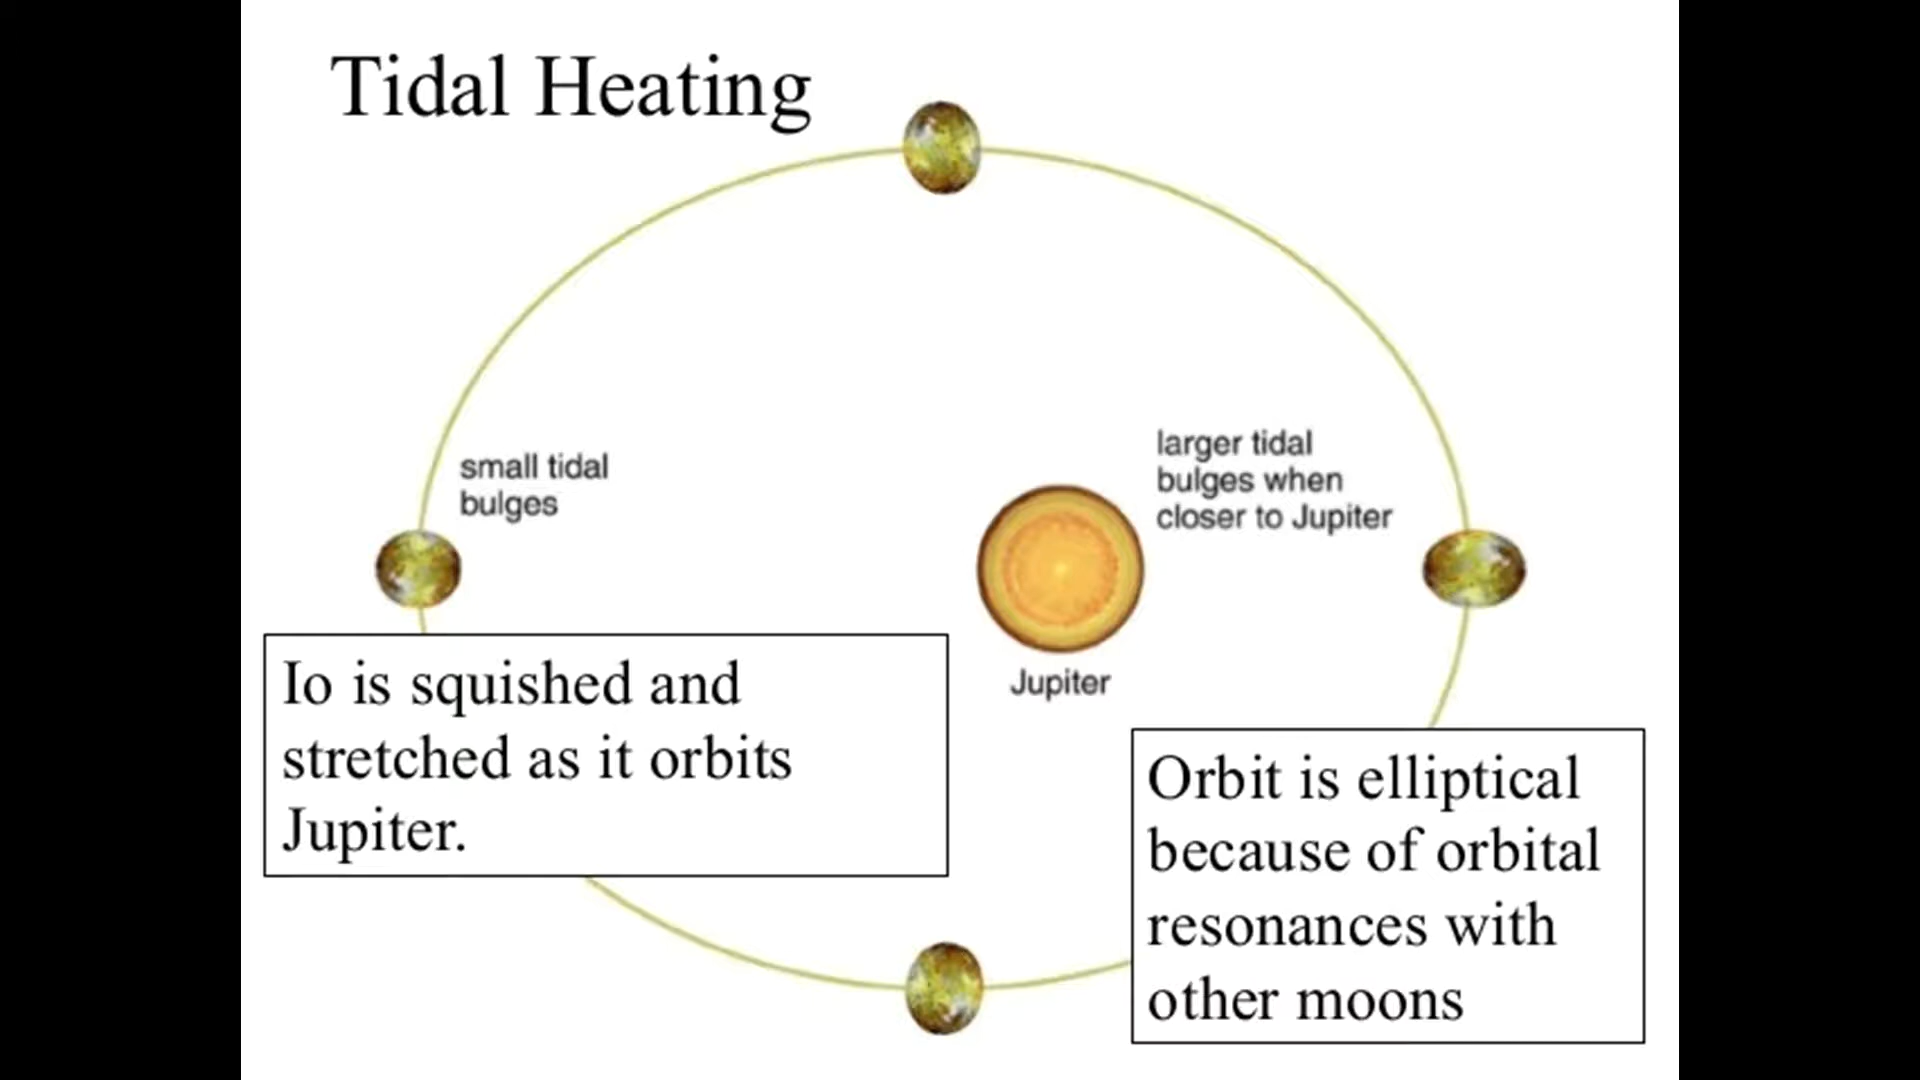 Tidal Heating
small tidal
bulges
larger tidal
bulges when
closer to Jupiter
Jupiter
Io is squished and
stretched as it orbits
Jupiter.
Orbit is elliptical
because of orbital
resonances with
other moons